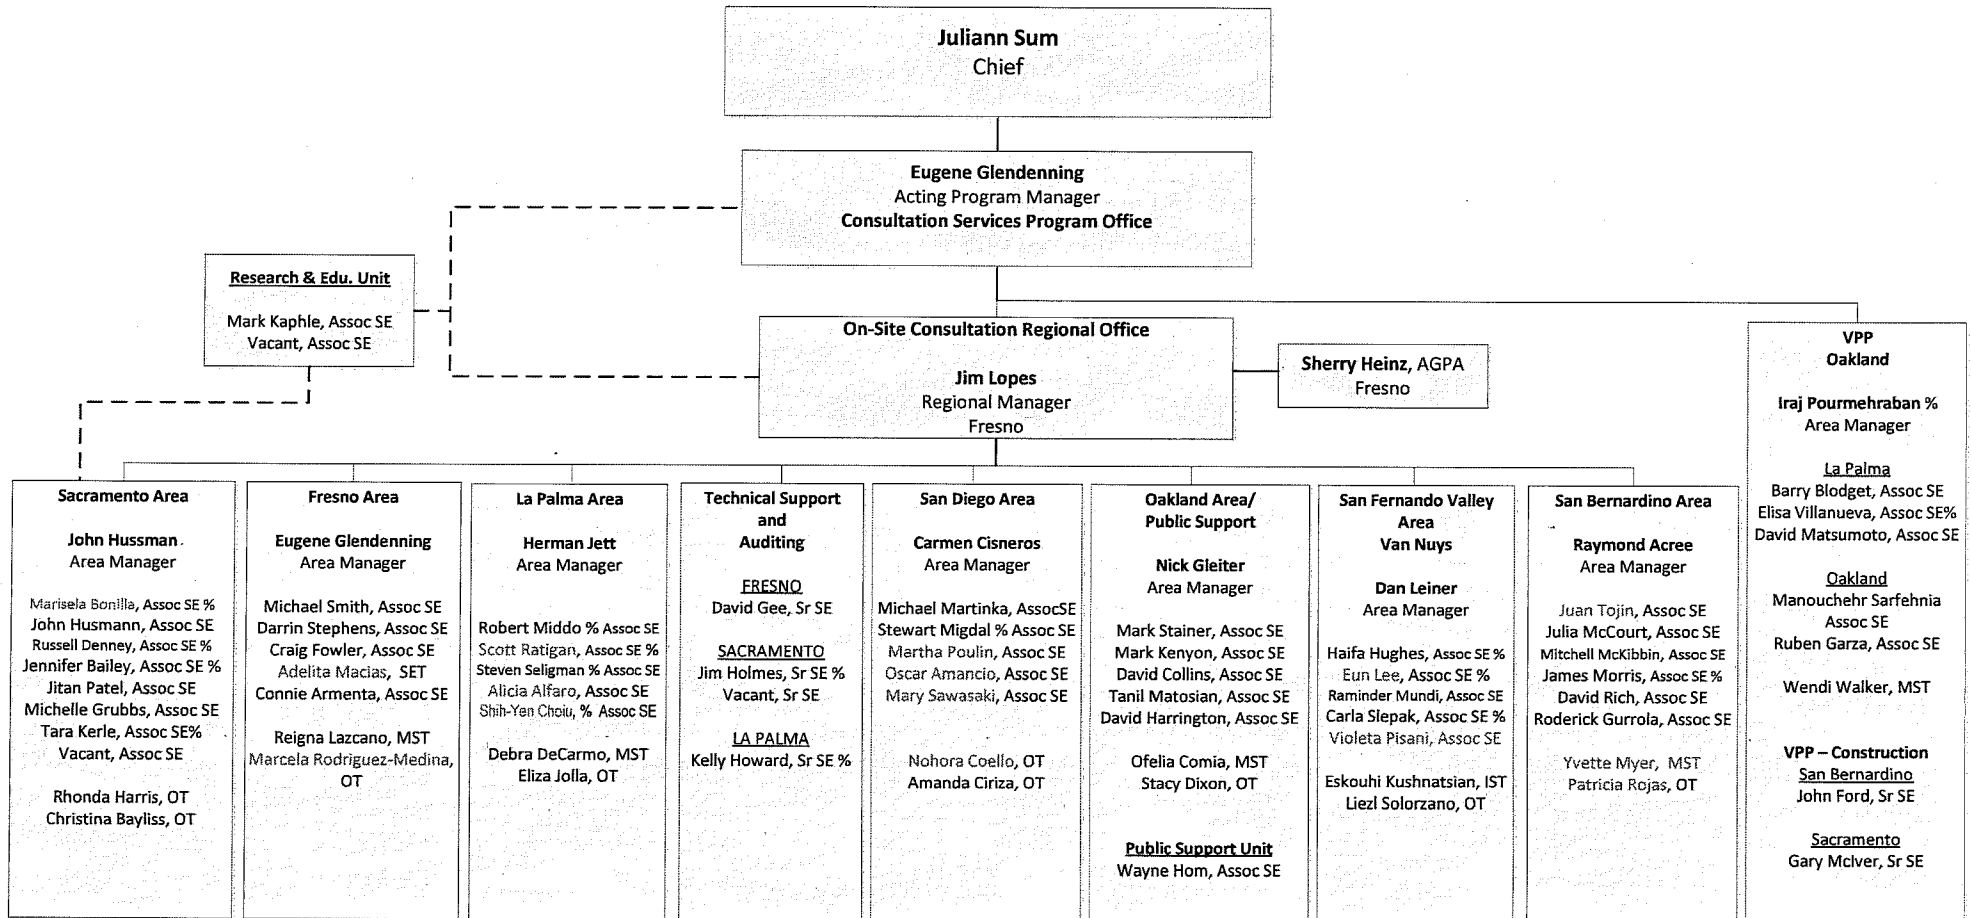 Juliann Sum
Chief
Eugene Glendenning
Acting Program Manager
Consultation Services Program Office
Research & Edu. Unit
Mark Kaphle, Assoc SE
Vacant, Assoc SE
On-Site Consultation Regional Office
Jim Lopes
Regional Manager
Fresno
Sherry Heinz, AGPA
Fresno
Sacramento Area
John Hussman
Area Manager
Marisela Bonilla, Assoc SE %
John Husmann, Assoc SE
Russell Denney, Assoc SE %
Jennifer Bailey, Assoc SE %
Jitan Patel, Assoc SE
Michelle Grubbs, Assoc SE
Tara Kerle, Assoc SE%
Vacant, Assoc SE
Rhonda Harris, OT
Christina Bayliss, OT
Fresno Area
Eugene Glendenning
Area Manager
Michael Smith, Assoc SE
Darrin Stephens, Assoc SE
Craig Fowler, Assoc SE
Adelita Macias, SET
Connie Armenta, Assoc SE
Reigna Lazcano, MST
Marcela Rodriguez-Medina,
OT
La Palma Area
Herman Jett
Area Manager
Robert Middo % Assoc SE
Scott Ratigan, Assoc SE %
Steven Seligman % Assoc SE
Alicia Alfaro, Assoc SE
Shih-Yen Choiu, % Assoc SE
Debra DeCarmo, MST
Eliza Jolla, OT
Technical Support
and
Auditing
FRESNO
David Gee, Sr SE
SACRAMENTO
Jim Holmes, Sr SE %
Vacant, Sr SE
LA PALMA
Kelly Howard, Sr SE %
San Diego Area
Carmen Cisneros
Area Manager
Michael Martinka, AssocSE
Stewart Migdal % Assoc SE
Martha Poulin, Assoc SE
Oscar Amancio, Assoc SE
Mary Sawasaki, Assoc SE
Nohora Coello, OT
Amanda Ciriza, OT
Oakland Area/
Public Support
Nick Gleiter
Area Manager
Mark Stainer, Assoc SE
Mark Kenyon, Assoc SE
David Collins, Assoc SE
Tanil Matosian, Assoc SE
David Harrington, Assoc SE
Ofelia Comia, MST
Stacy Dixon, OT
Public Support Unit
Wayne Hom, Assoc SE
San Fernando Valley
Area
Van Nuys
Dan Leiner
Area Manager
Haifa Hughes, Assoc SE %
Eun Lee, Assoc SE %
Raminder Mundi, Assoc SE
Carla Slepak, Assoc SE %
Violeta Pisani, Assoc SE
Eskouhi Kushnatsian, IST
Liezl Solorzano, OT
San Bernardino Area
Raymond Acree
Area Manager
Juan Tojin, Assoc SE
Julia McCourt, Assoc SE
Mitchell McKibbin, Assoc SE
James Morris, Assoc SE %
David Rich, Assoc SE
Roderick Gurrola, Assoc SE
Yvette Myer, MST
Patricia Rojas, OT
VPP
Oakland
Iraj Pourmehraban %
Area Manager
La Palma
Barry Blodget, Assoc SE
Elisa Villanueva, Assoc SE%
David Matsumoto, Assoc SE
Oakland
Manouchehr Sarfehnia
Assoc SE
Ruben Garza, Assoc SE
Wendi Walker, MST
VPP – Construction
San Bernardino
John Ford, Sr SE
Sacramento
Gary McIver, Sr SE